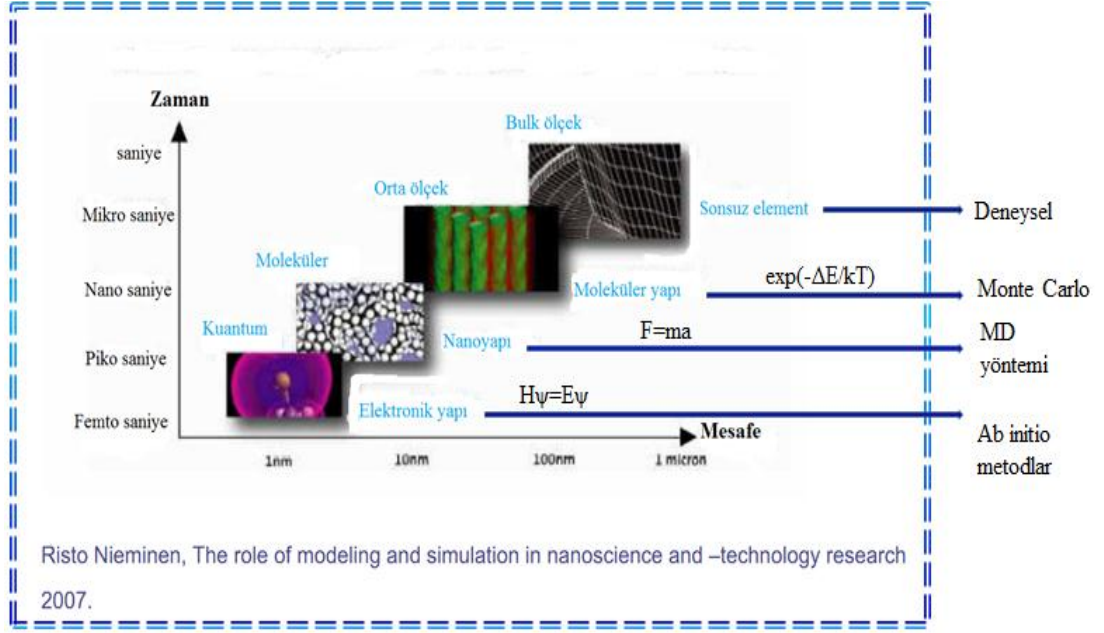 Zaman
saniye
Mikro saniye
Nano saniye
Piko saniye
Femto saniye
Bulk ölçek
Orta ölçek
Moleküler
Kuantum
Sonsuz element
Deneysel
Moleküler yapı
exp(-ΔE/kT)
Monte Carlo
Nanoyapı
F=ma
MD
yöntemi
Elektronik yapı
Hψ=Eψ
Ab initio
metodlar
Mesafe
1nm
10nm
100nm
1 micron
Risto Nieminen, The role of modeling and simulation in nanoscience and –technology research
2007.